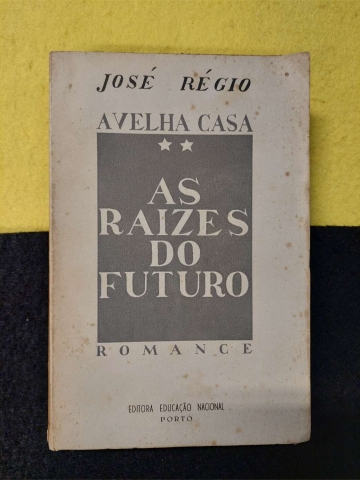 JOSÉ RÉGIO
A VELHA CASA
★★
AS
RAIZES
DO
FUTURO
ROMANCE
EDITORA EDUCAÇÃO NACIONAL
PORTO